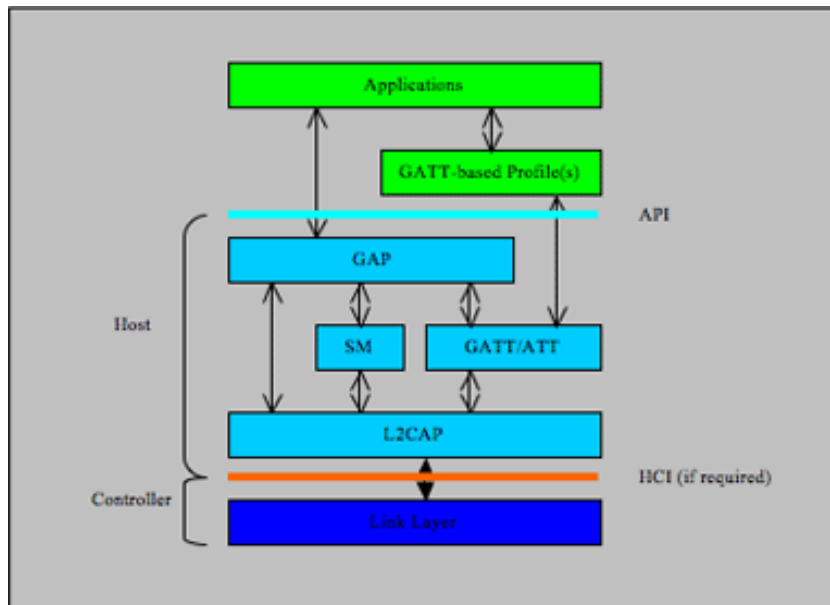 Applications
GATT-based Profile(s)
API
GAP
Host
SM
GATT/ATT
L2CAP
HCI (if required)
Controller
Link Layer